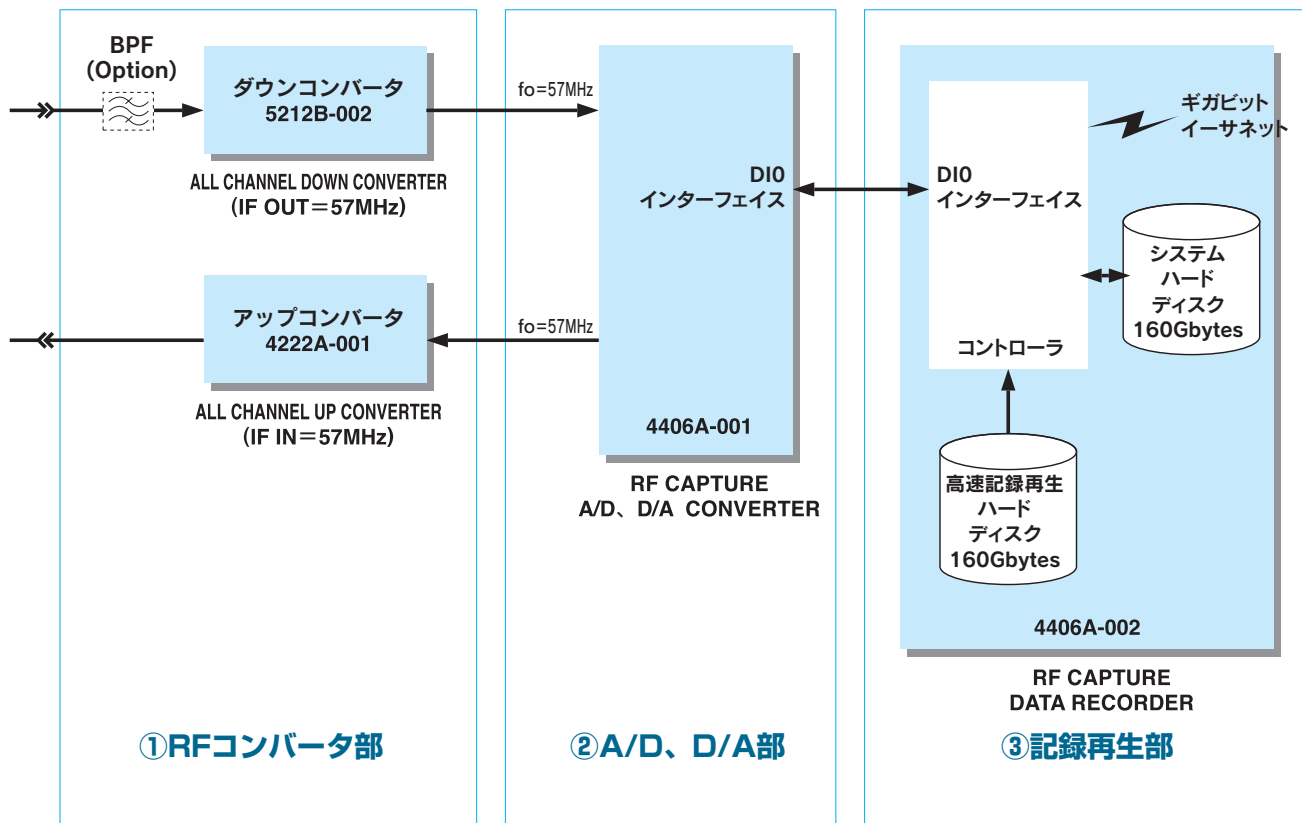 BPF
(Option)
ダウンコンバータ
5212B-002
ALL CHANNEL DOWN CONVERTER
(IF OUT=57MHz)
アップコンバータ
4222A-001
ALL CHANNEL UP CONVERTER
(IF IN=57MHz)
①RFコンバータ部
fo=57MHz
fo=57MHz
DI0
インターフェイス
4406A-001
RF CAPTURE
A/D、D/A CONVERTER
②A/D、D/A部
DI0
インターフェイス
コントローラ
ギガビット
イーサネット
システム
ハード
ディスク
160Gbytes
高速記録再生
ハード
ディスク
160Gbytes
4406A-002
RF CAPTURE
DATA RECORDER
③記録再生部